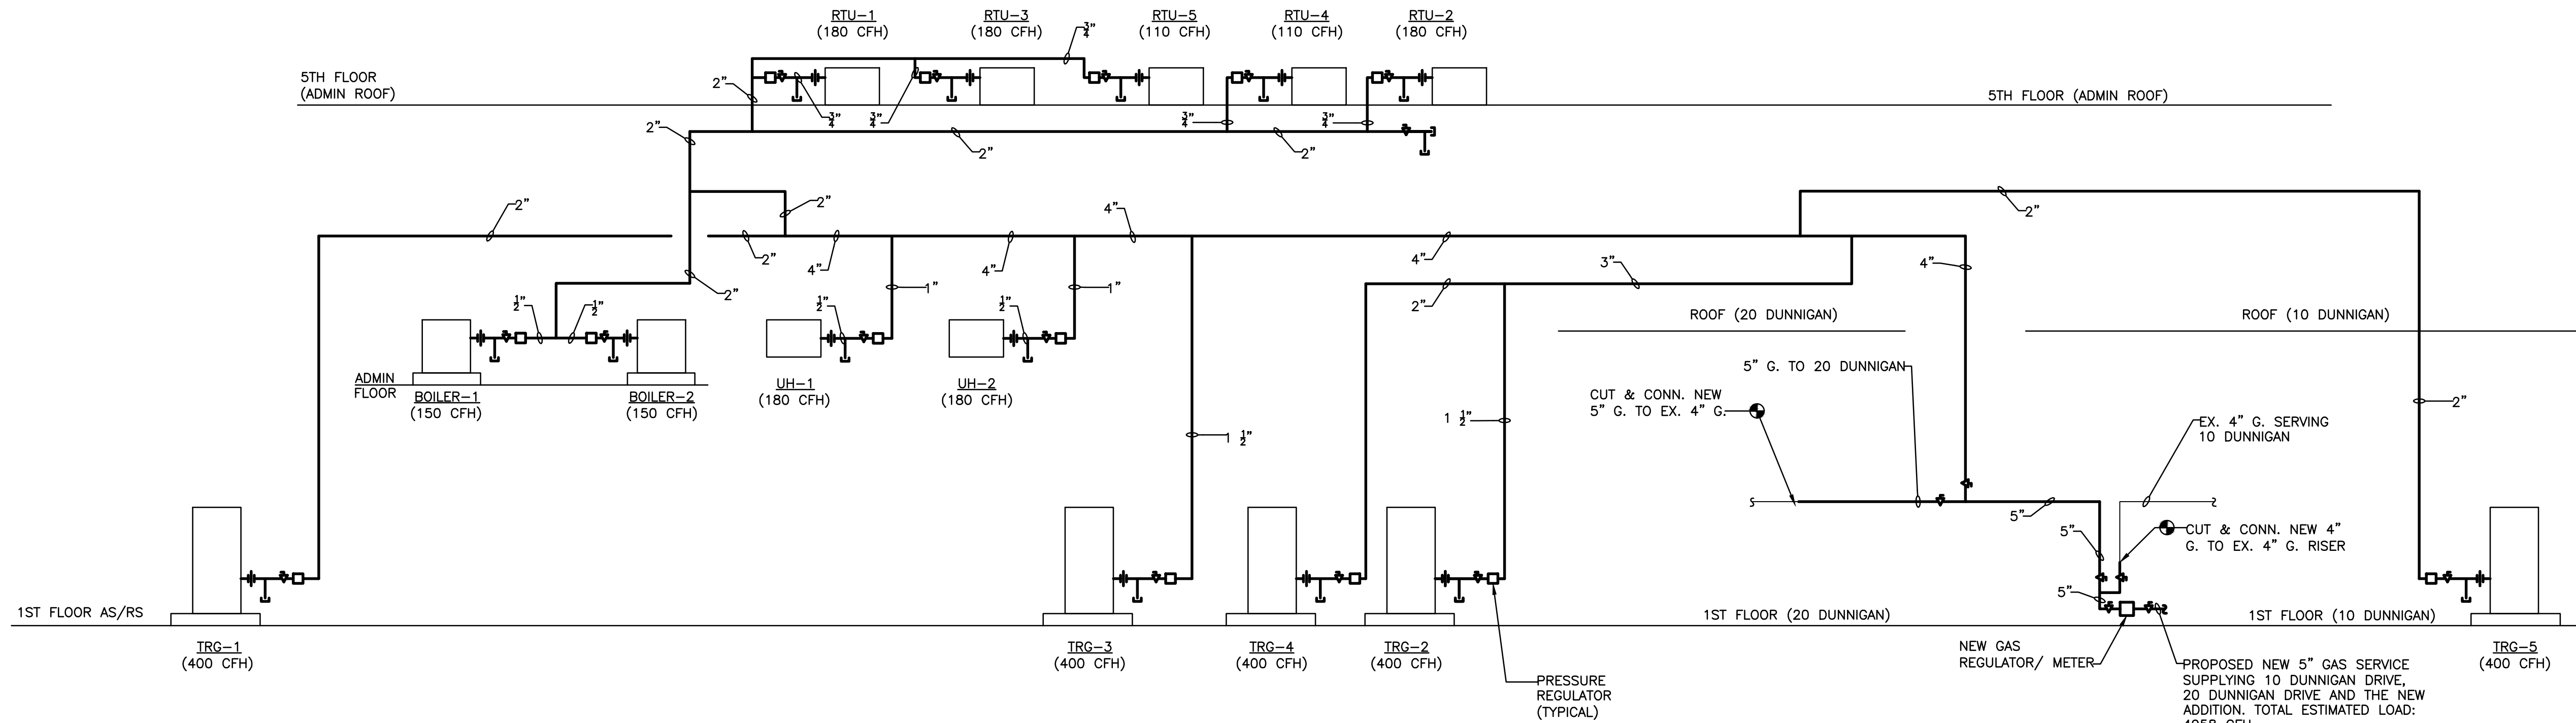 RTU-1
(180 CFH)
RTU-3
(180 CFH)
3/4"
RTU-5
(110 CFH)
RTU-4
(110 CFH)
RTU-2
(180 CFH)
5TH FLOOR
(ADMIN ROOF)
2"
3/4"
3/4"
3/4"
3/4"
5TH FLOOR (ADMIN ROOF)
2"
2"
2"
2"
2"
4"
2"
2"
4"
4"
4"
3"
4"
2"
1/2"
1/2"
1/2"
1"
1/2"
1"
2"
ROOF (20 DUNNIGAN)
ROOF (10 DUNNIGAN)
ADMIN
FLOOR
BOILER-1
(150 CFH)
BOILER-2
(150 CFH)
UH-1
(180 CFH)
UH-2
(180 CFH)
5" G. TO 20 DUNNIGAN
CUT & CONN. NEW
5" G. TO EX. 4" G.
1 1/2"
1 1/2"
EX. 4" G. SERVING
10 DUNNIGAN
2"
5"
5"
5"
CUT & CONN. NEW 4"
G. TO EX. 4" G. RISER
1ST FLOOR AS/RS
1ST FLOOR (20 DUNNIGAN)
1ST FLOOR (10 DUNNIGAN)
TRG-1
(400 CFH)
TRG-3
(400 CFH)
TRG-4
(400 CFH)
TRG-2
(400 CFH)
NEW GAS
REGULATOR/ METER
TRG-5
(400 CFH)
PRESSURE
REGULATOR
(TYPICAL)
PROPOSED NEW 5" GAS SERVICE
SUPPLYING 10 DUNNIGAN DRIVE,
20 DUNNIGAN DRIVE AND THE NEW
ADDITION. TOTAL ESTIMATED LOAD: